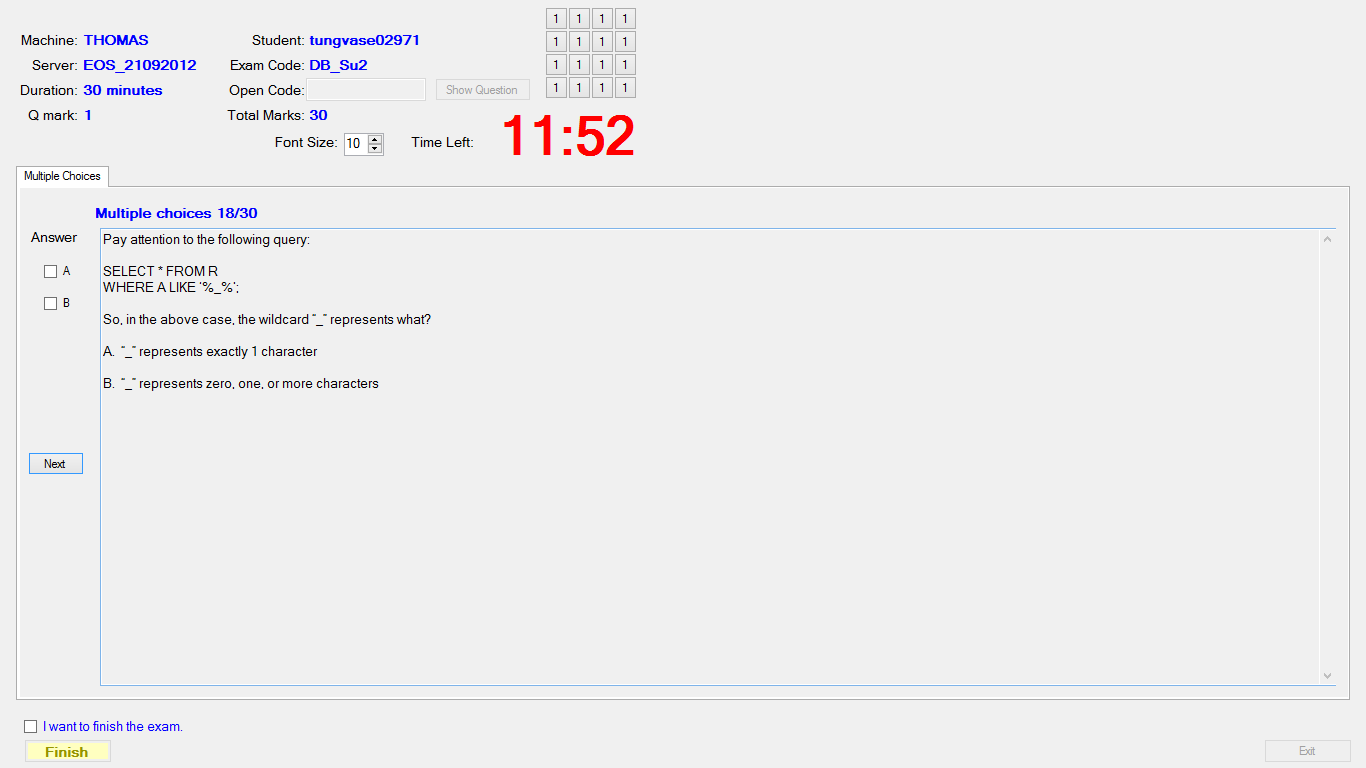 Machine: THOMAS
Student: tungvase02971
Server: EOS_21092012
Exam Code: DB_Su2
Duration: 30 minutes
Open Code:
Show Question
Q mark: 1
Total Marks: 30
1 1 1 1
1 1 1 1
1 1 1 1
1 1 1 1
Font Size: 10
Time Left: 11:52
Multiple Choices
Multiple choices 18/30
Answer
A
B
Next
Pay attention to the following query:
SELECT * FROM R
WHERE A LIKE '%_%';
So, in the above case, the wildcard “_” represents what?
A. “_” represents exactly 1 character
B. “_” represents zero, one, or more characters
I want to finish the exam.
Finish
Exit